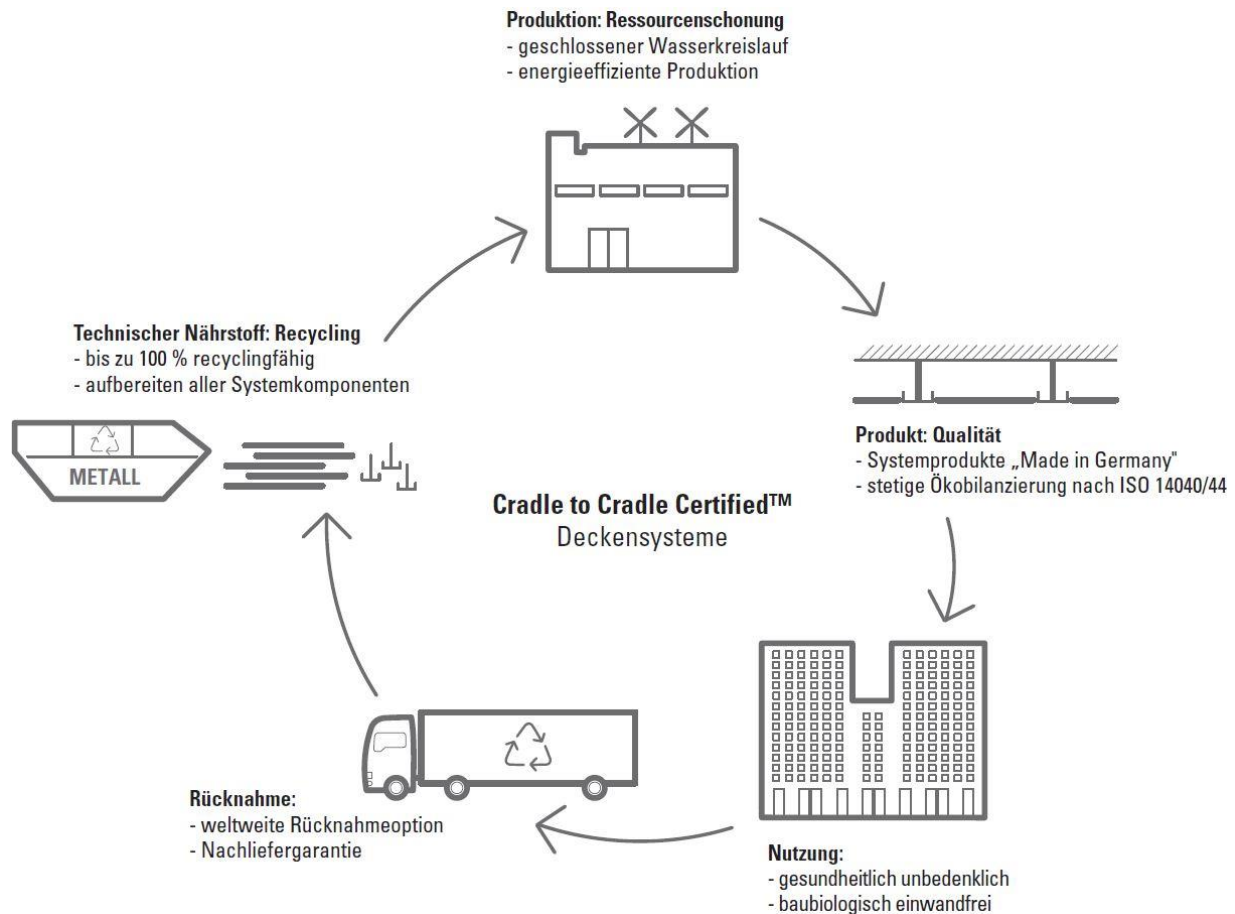 Produktion: Ressourcenschonung
- geschlossener Wasserkreislauf
- energieeffiziente Produktion
Technischer Nährstoff: Recycling
- bis zu 100 % recyclingfähig
- aufbereiten aller Systemkomponenten
METALL
Produkt: Qualität
- Systemprodukte „Made in Germany"
- stetige Ökobilanzierung nach ISO 14040/44
Cradle to Cradle Certified™
Deckensysteme
Rücknahme:
- weltweite Rücknahmeoption
- Nachliefergarantie
Nutzung:
- gesundheitlich unbedenklich
- baubiologisch einwandfrei